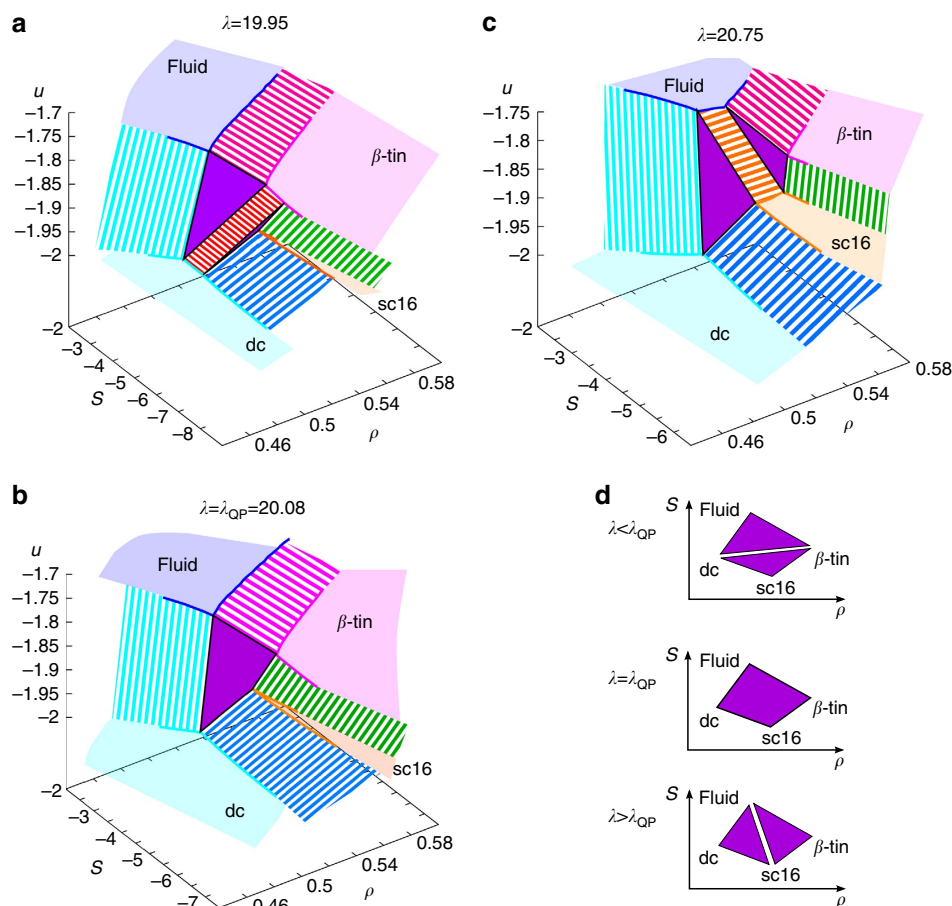 a
λ=19.95
u
−1.7
−1.75
−1.8
−1.85
−1.9
−1.95
−2
−2
−3
−4
−5
−6
−7
−8
S
0.46
0.5
0.54
0.58
ρ
Fluid
β-tin
sc16
dc
c
λ=20.75
u
−1.75
−1.8
−1.85
−1.9
−1.95
−2
−2
−3
−4
−5
−6
S
0.46
0.5
0.54
0.58
ρ
Fluid
β-tin
sc16
dc
b
λ=λQP=20.08
u
−1.7
−1.75
−1.8
−1.85
−1.9
−1.95
−2
−2
−3
−4
−5
−6
−7
S
0.46
0.5
0.54
0.58
ρ
Fluid
β-tin
sc16
dc
d
λ<λQP
S
Fluid
dc
β-tin
sc16
ρ
λ=λQP
S
Fluid
dc
β-tin
sc16
ρ
λ>λQP
S
Fluid
dc
β-tin
sc16
ρ